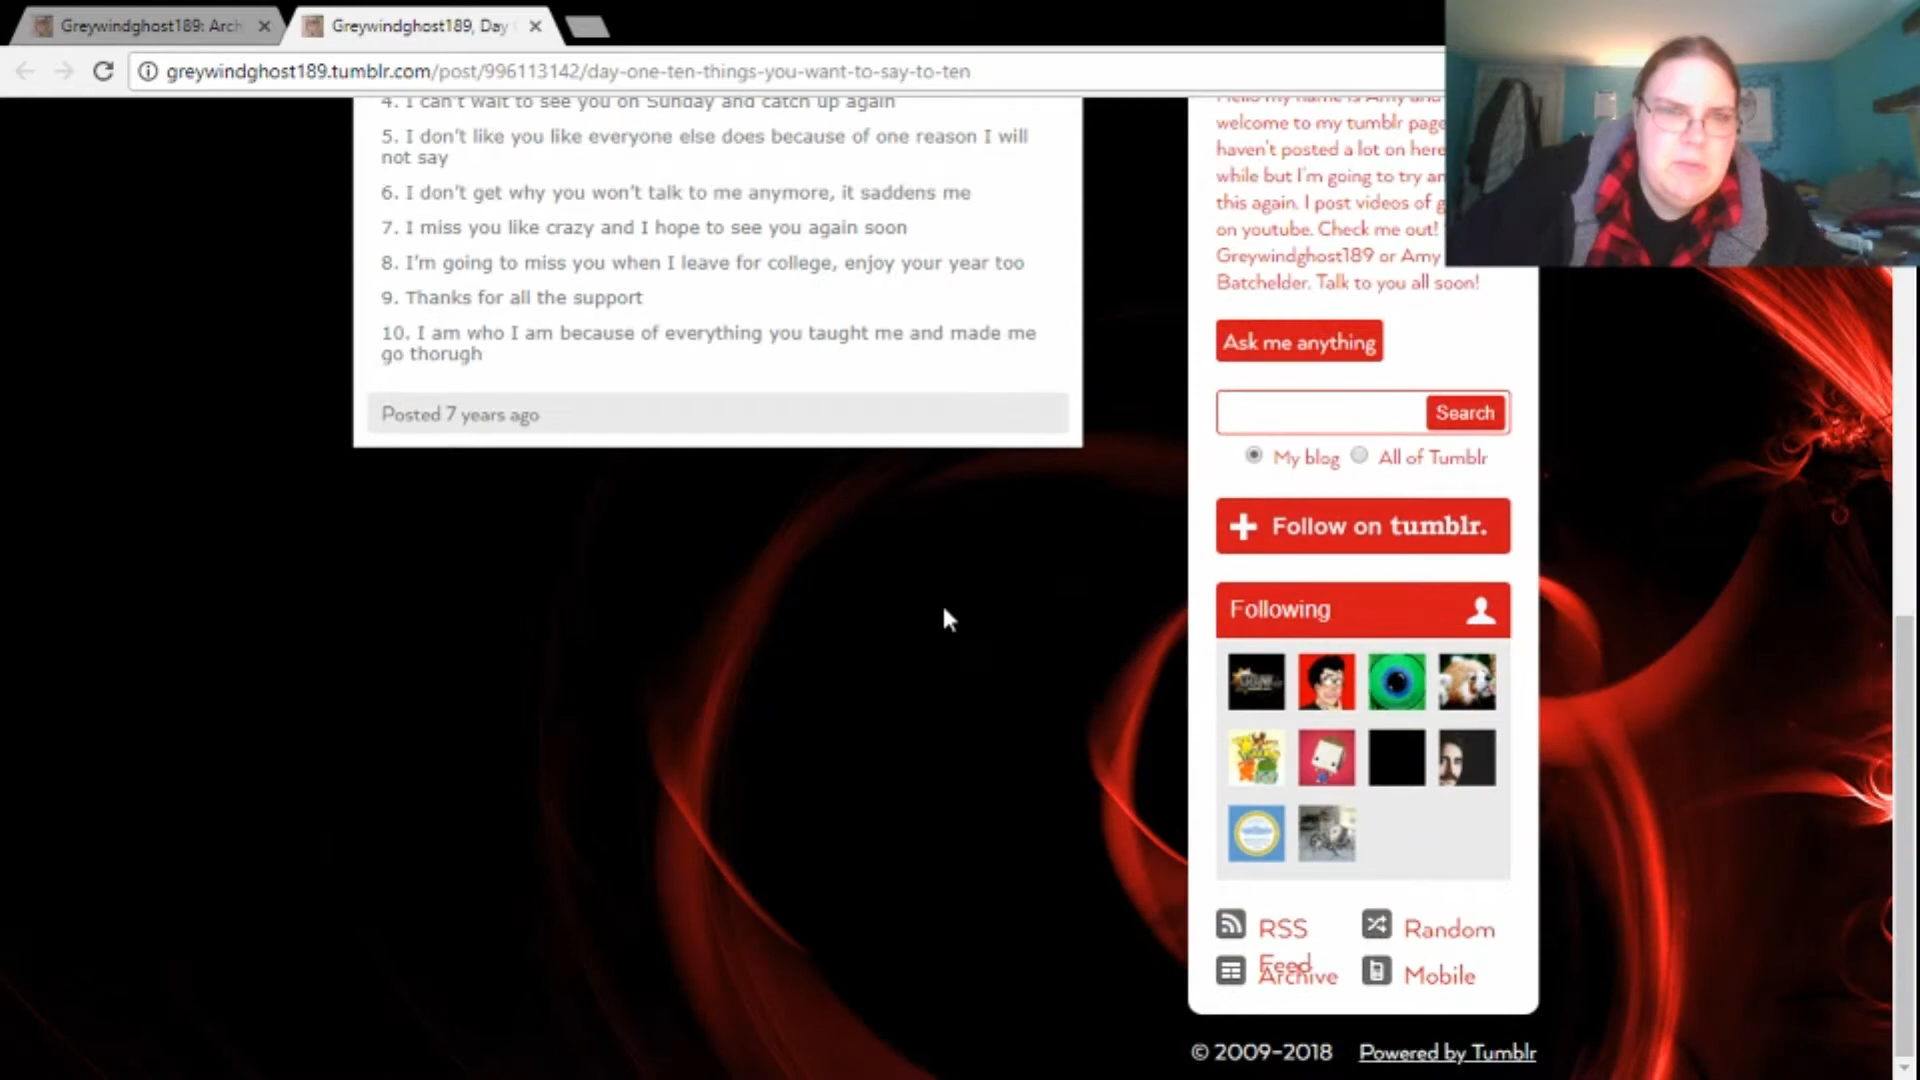 Greywindghost189: Arch
Greywindghost189, Day
greywindghost189.tumblr.com/post/996113142/day-one-ten-things-you-want-to-say-to-ten
4. I can't wait to see you on Sunday and catch up again
5. I don't like you like everyone else does because of one reason I will
not say
6. I don't get why you won't talk to me anymore, it saddens me
7. I miss you like crazy and I hope to see you again soon
8. I'm going to miss you when I leave for college, enjoy your year too
9. Thanks for all the support
10. I am who I am because of everything you taught me and made me
go thorugh
Posted 7 years ago
Hello my name is Amy and
welcome to my tumblr page
haven't posted a lot on here
while but I'm going to try an
this again. I post videos of g
on youtube. Check me out!
Greywindghost189 or Amy
Batchelder. Talk to you all soon!
Ask me anything
Search
My blog All of Tumblr
Follow on tumblr.
Following
RSS Feed
Random
Archive
Mobile
© 2009-2018 Powered by Tumblr